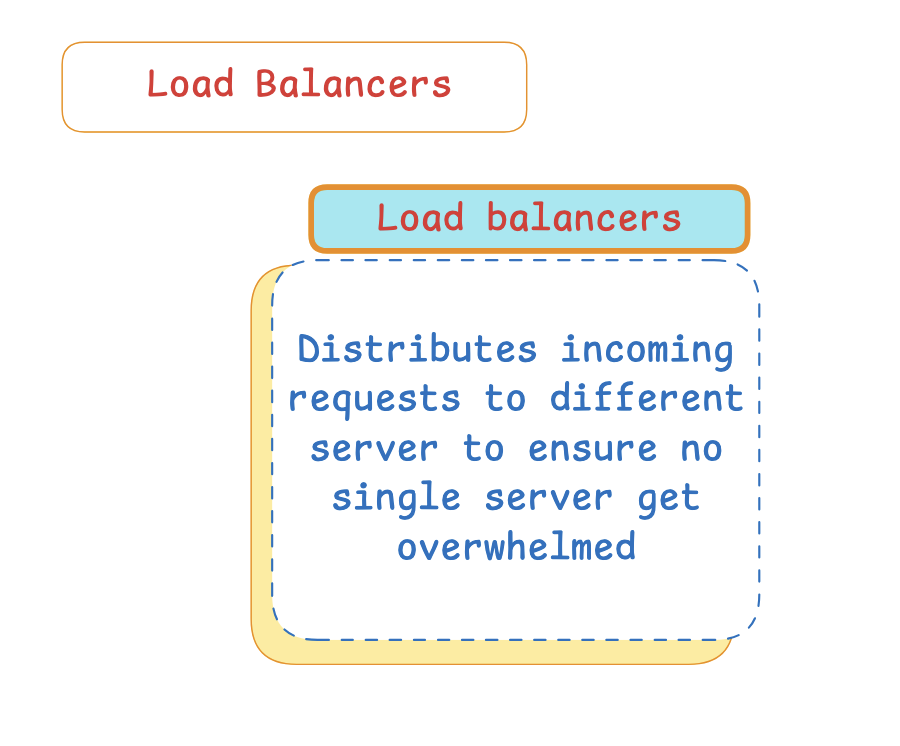 Load Balancers
Load balancers
Distributes incoming
requests to different
server to ensure no
single server get
overwhelmed